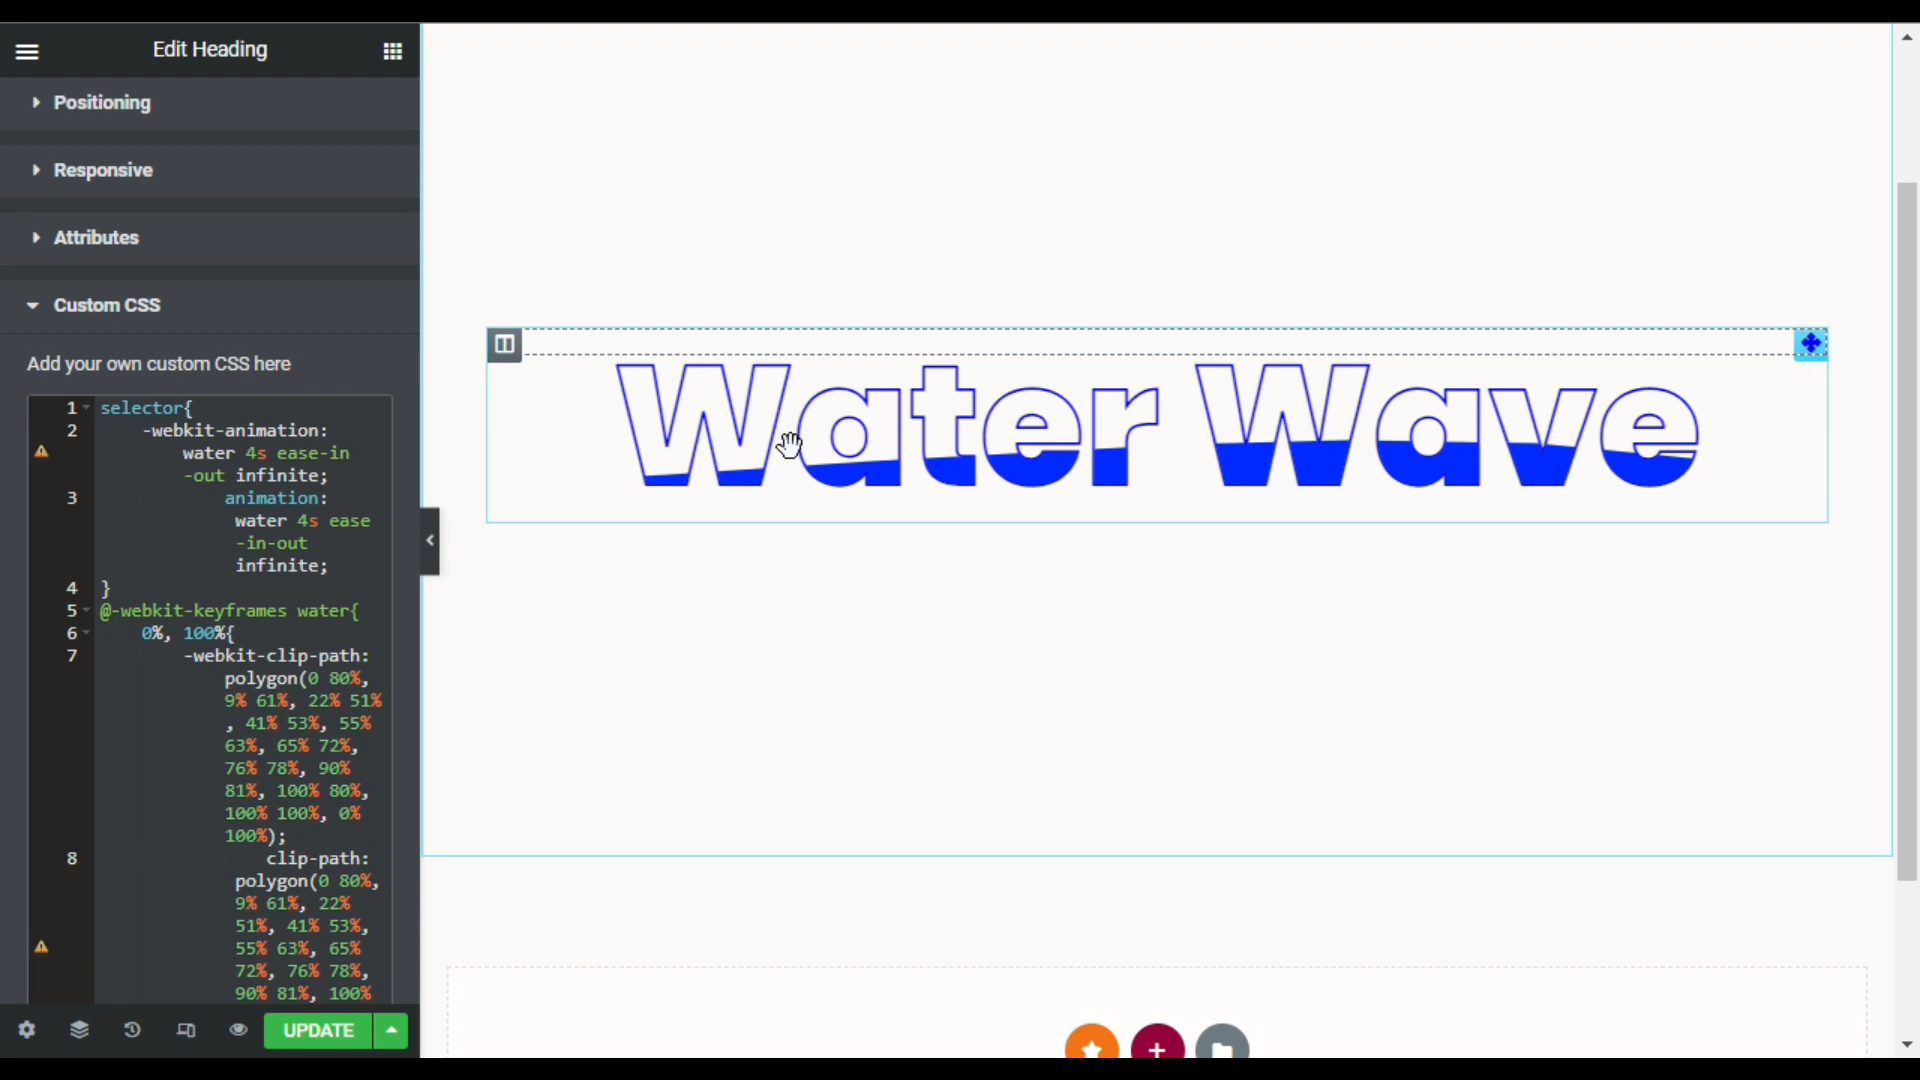 Edit Heading
Positioning
Responsive
Attributes
Custom CSS
Add your own custom CSS here
1 selector{
2 -webkit-animation:
water 4s ease-in
-out infinite;
3 animation:
water 4s ease
-in-out
infinite;
4 }
5 @-webkit-keyframes water{
6 0%, 100%{
7 -webkit-clip-path:
polygon(0 80%,
9% 61%, 22% 51%
, 41% 53%, 55%
63%, 65% 72%,
76% 78%, 90%
81%, 100% 80%,
100% 100%, 0%
100%);
8 clip-path:
polygon(0 80%,
9% 61%, 22%
51%, 41% 53%,
55% 63%, 65%
72%, 76% 78%,
90% 81%, 100%
UPDATE
Water Wave